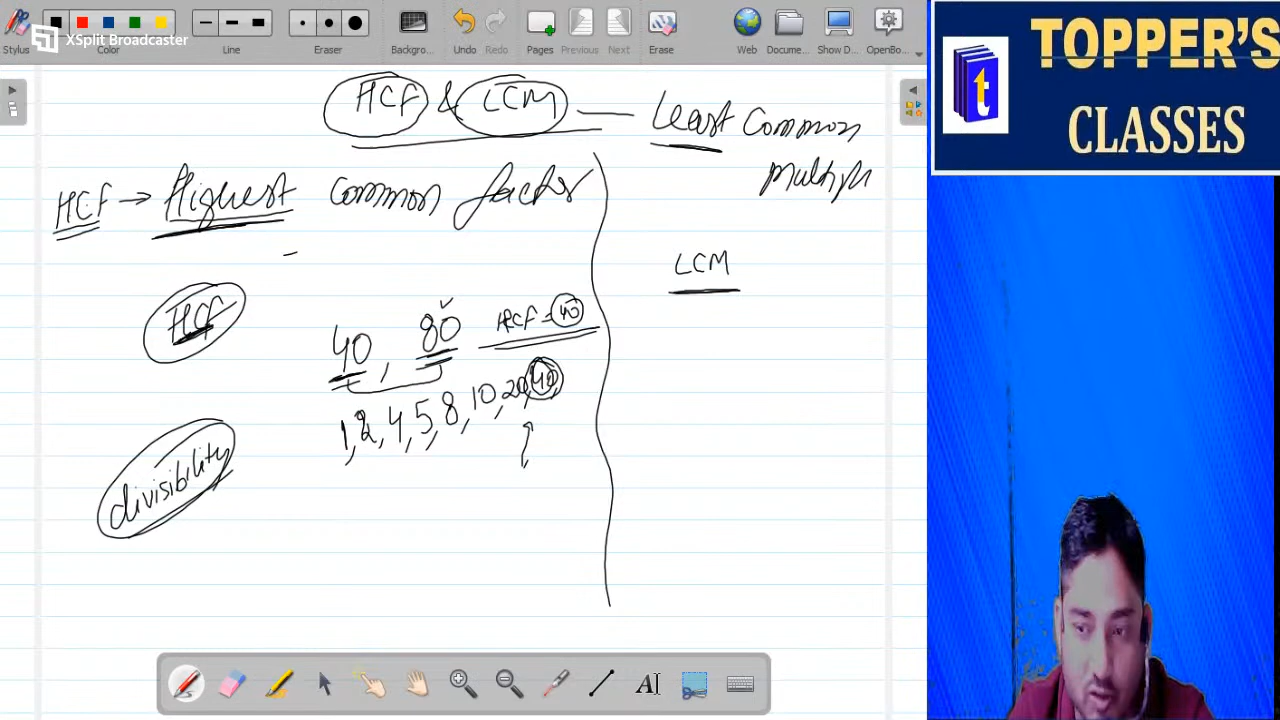 Stylus
Color
Line
Eraser
Backgro...
Undo
Redo
Pages
Previous
Next
Erase
Web
Docume...
Show D...
OpenBo...
XSplit Broadcaster
TOPPER'S
CLASSES
t
HCF & LCM — Least Common
Multiple
HCF → Highest common factor
LCM
HCF
40, 80
HCF = 40
1, 2, 4, 5, 8, 10, 20, 40
divisibility
A